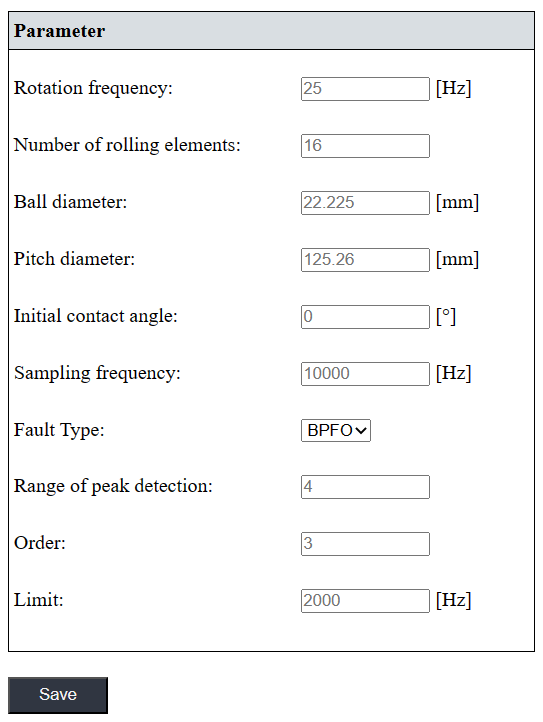 Parameter
Rotation frequency: 25 [Hz]
Number of rolling elements: 16
Ball diameter: 22.225 [mm]
Pitch diameter: 125.26 [mm]
Initial contact angle: 0 [°]
Sampling frequency: 10000 [Hz]
Fault Type: BPFO
Range of peak detection: 4
Order: 3
Limit: 2000 [Hz]
Save